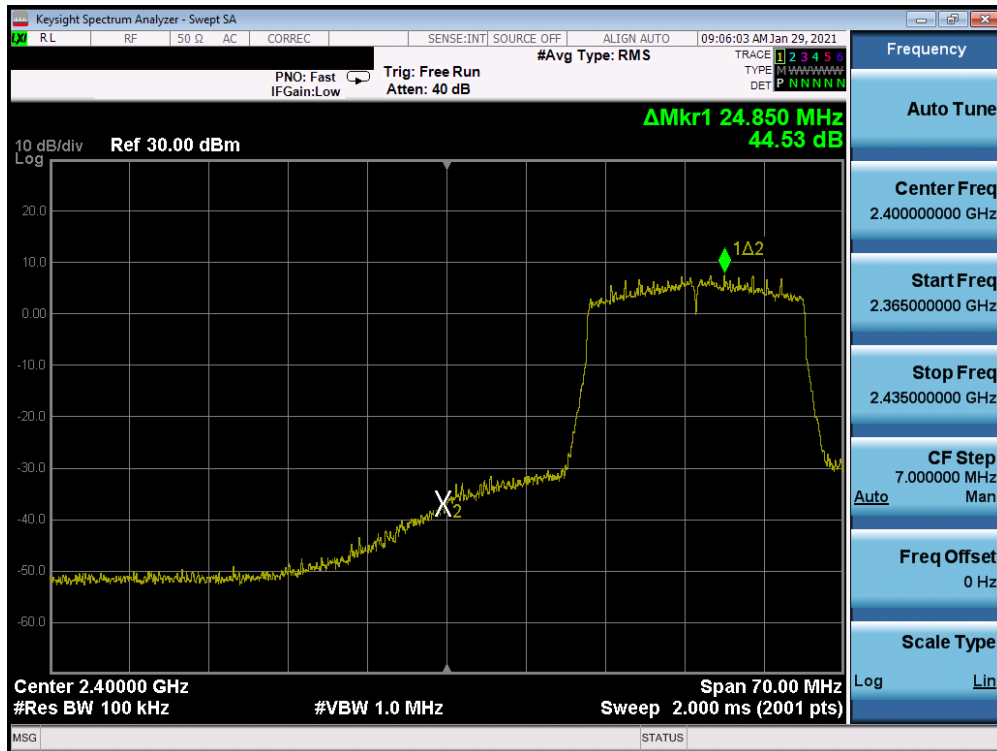 Keysight Spectrum Analyzer - Swept SA
LXI RL RF 50 Ω AC CORREC SENSE:INT SOURCE OFF ALIGN AUTO 09:06:03 AM Jan 29, 2021
#Avg Type: RMS
TRACE 1 2 3 4 5 6
PNO: Fast Trig: Free Run TYPE M WWWWW
IFGain:Low Atten: 40 dB DET P N N N N N
ΔMkr1 24.850 MHz
10 dB/div Ref 30.00 dBm 44.53 dB
Log
20.0
10.0
1Δ2
0.00
-10.0
-20.0
-30.0
-40.0
2
-50.0
-60.0
Center 2.40000 GHz Span 70.00 MHz
#Res BW 100 kHz #VBW 1.0 MHz Sweep 2.000 ms (2001 pts)
MSG STATUS
Frequency
Auto Tune
Center Freq
2.400000000 GHz
Start Freq
2.365000000 GHz
Stop Freq
2.435000000 GHz
CF Step
7.000000 MHz
Auto Man
Freq Offset
0 Hz
Scale Type
Log Lin